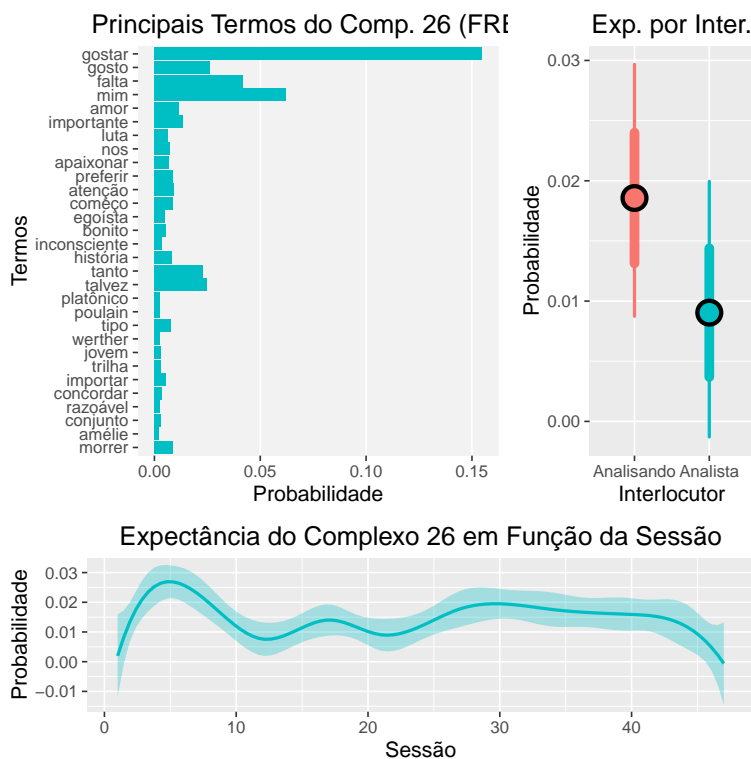 Principais Termos do Comp. 26 (FRE
Termos
gostar
gosto
falta
mim
amor
importante
luta
nos
apaixonar
preferir
atenção
começo
egoísta
bonito
inconsciente
história
tanto
talvez
platônico
poulain
tipo
werther
jovem
trilha
importar
concordar
razoável
conjunto
amélie
morrer
0.00 0.05 0.10 0.15
Probabilidade
Exp. por Inter.
Probabilidade
0.03
0.02
0.01
0.00
Analisando Analista
Interlocutor
Expectância do Complexo 26 em Função da Sessão
Probabilidade
0.03
0.02
0.01
0.00
−0.01
0 10 20 30 40
Sessão